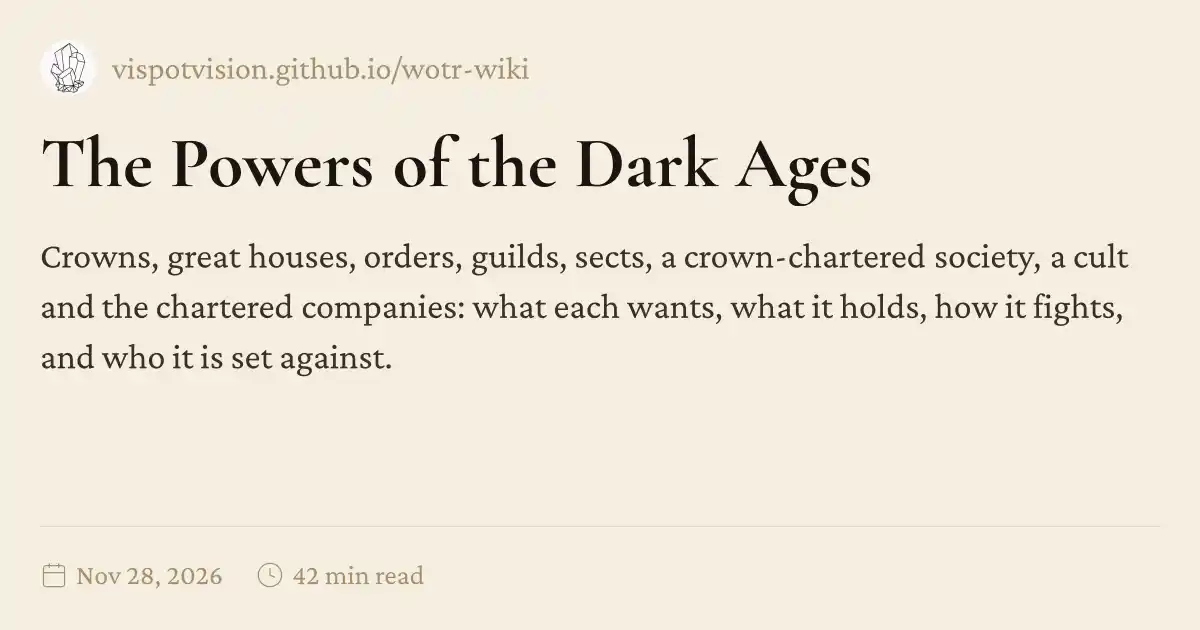 vispotvision.github.io/wotr-wiki
The Powers of the Dark Ages
Crowns, great houses, orders, guilds, sects, a crown-chartered society, a cult
and the chartered companies: what each wants, what it holds, how it fights,
and who it is set against.
Nov 28, 2026 42 min read